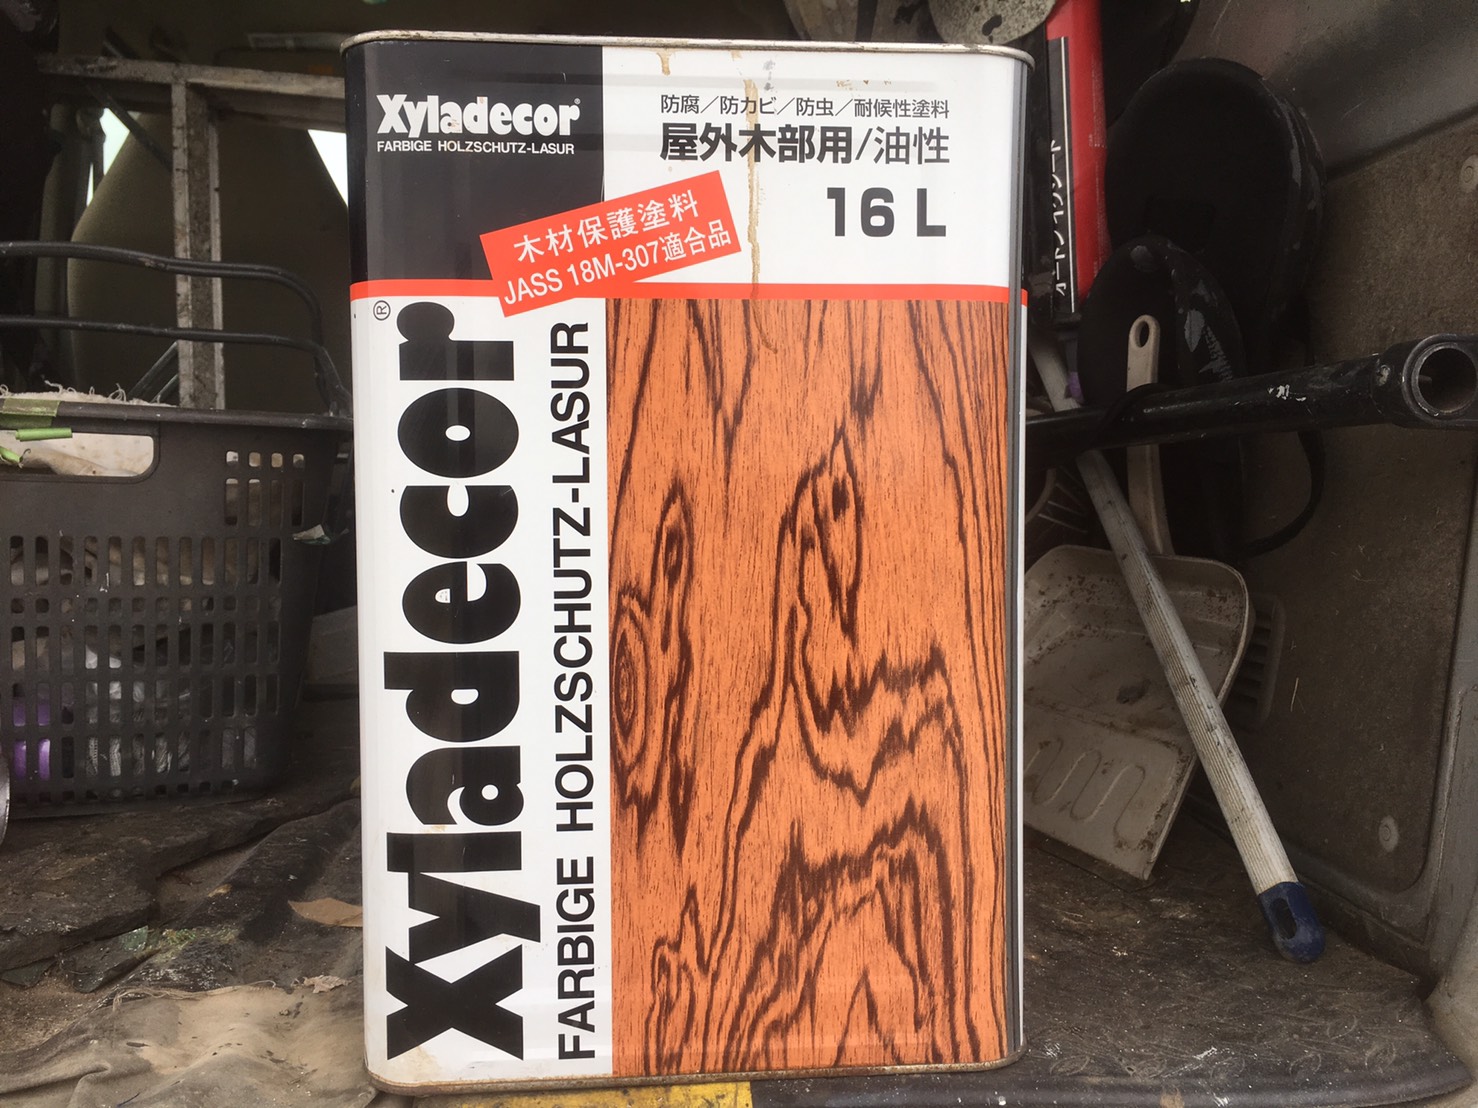 Xyladecor®
FARBIGE HOLZSCHUTZ-LASUR
防腐/防カビ/防虫/耐候性塗料
屋外木部用/油性
16L
木材保護塗料
JASS 18M-307適合品
Xyladecor®
FARBIGE HOLZSCHUTZ-LASUR